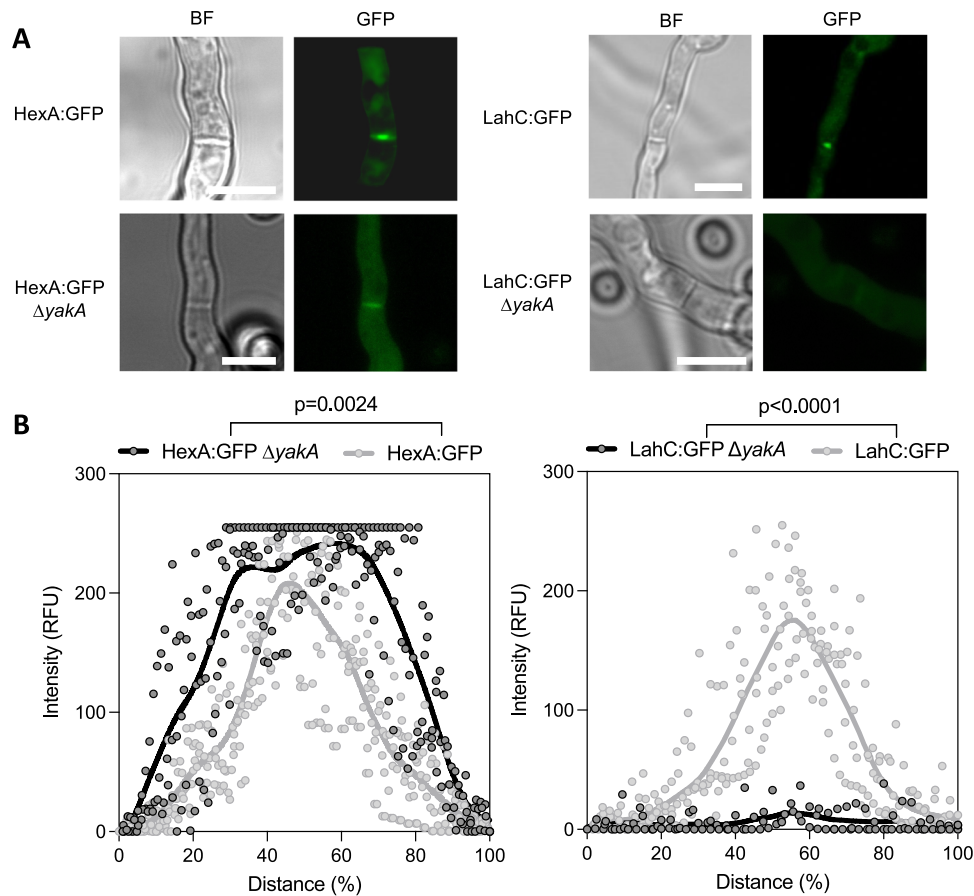 A
BF
GFP
BF
GFP
HexA:GFP
LahC:GFP
HexA:GFP
ΔyakA
LahC:GFP
ΔyakA
B
p=0.0024
HexA:GFP ΔyakA
HexA:GFP
300
200
100
0
Intensity (RFU)
0
20
40
60
80
100
Distance (%)
p<0.0001
LahC:GFP ΔyakA
LahC:GFP
300
200
100
0
Intensity (RFU)
0
20
40
60
80
100
Distance (%)